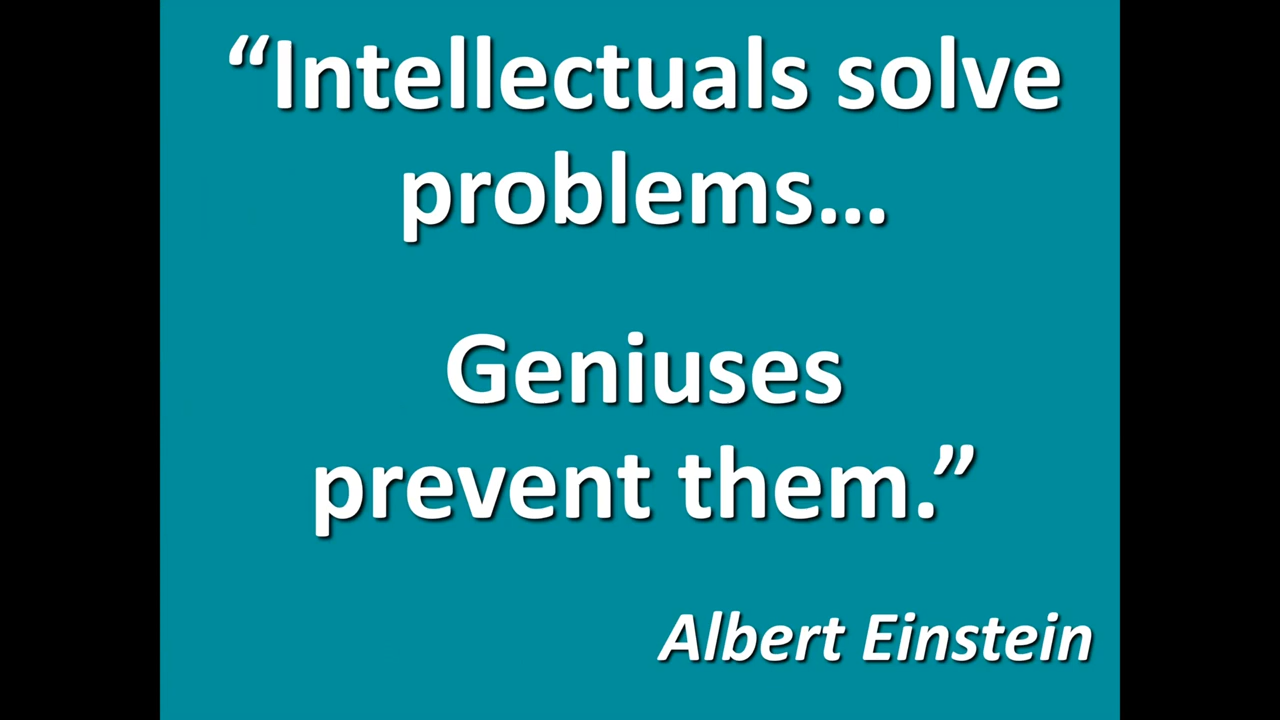 “Intellectuals solve
problems...
Geniuses
prevent them.”
Albert Einstein